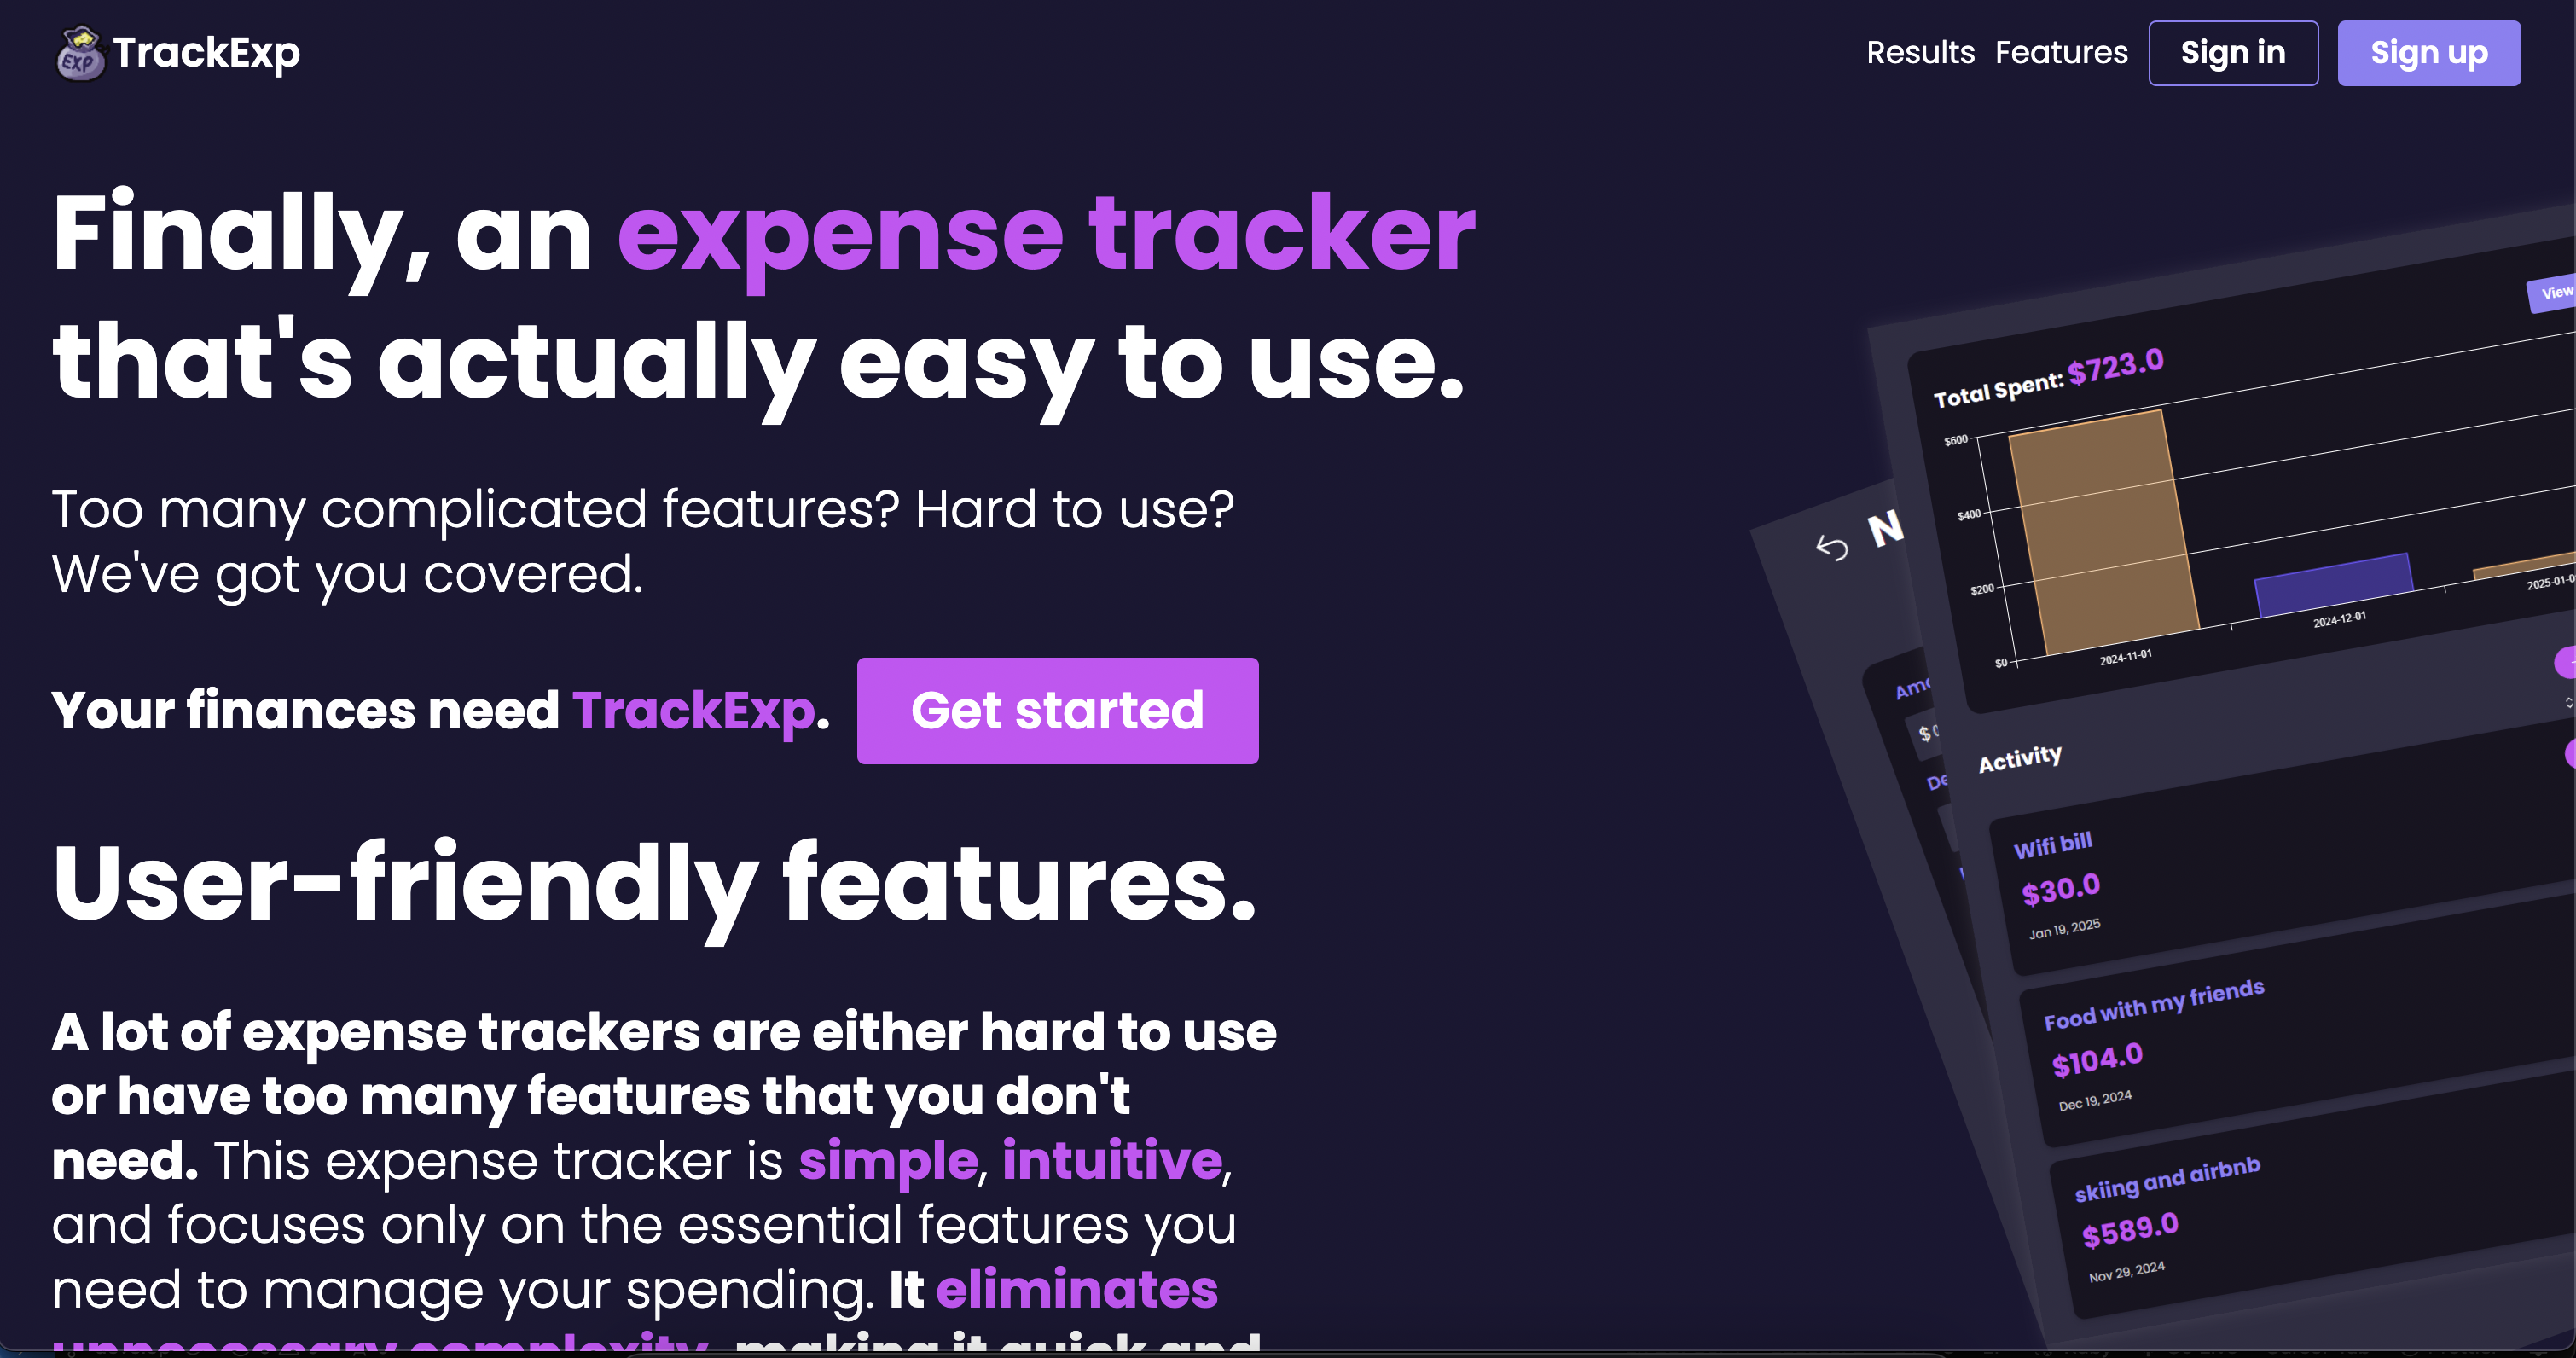 EXP
TrackExp
Results Features Sign in Sign up
Finally, an expense tracker
that's actually easy to use.
Too many complicated features? Hard to use?
We've got you covered.
Your finances need TrackExp. Get started
User-friendly features.
A lot of expense trackers are either hard to use
or have too many features that you don't
need. This expense tracker is simple, intuitive,
and focuses only on the essential features you
need to manage your spending. It eliminates
unnecessary complexity, making it quick and
N
$
View
Total Spent: $723.0
$600
$400
$200
$0
2024-11-01
2024-12-01
Activity
Wifi bill
$30.0
Jan 19, 2025
Food with my friends
$104.0
Dec 19, 2024
skiing and airbnb
$589.0
Nov 29, 2024